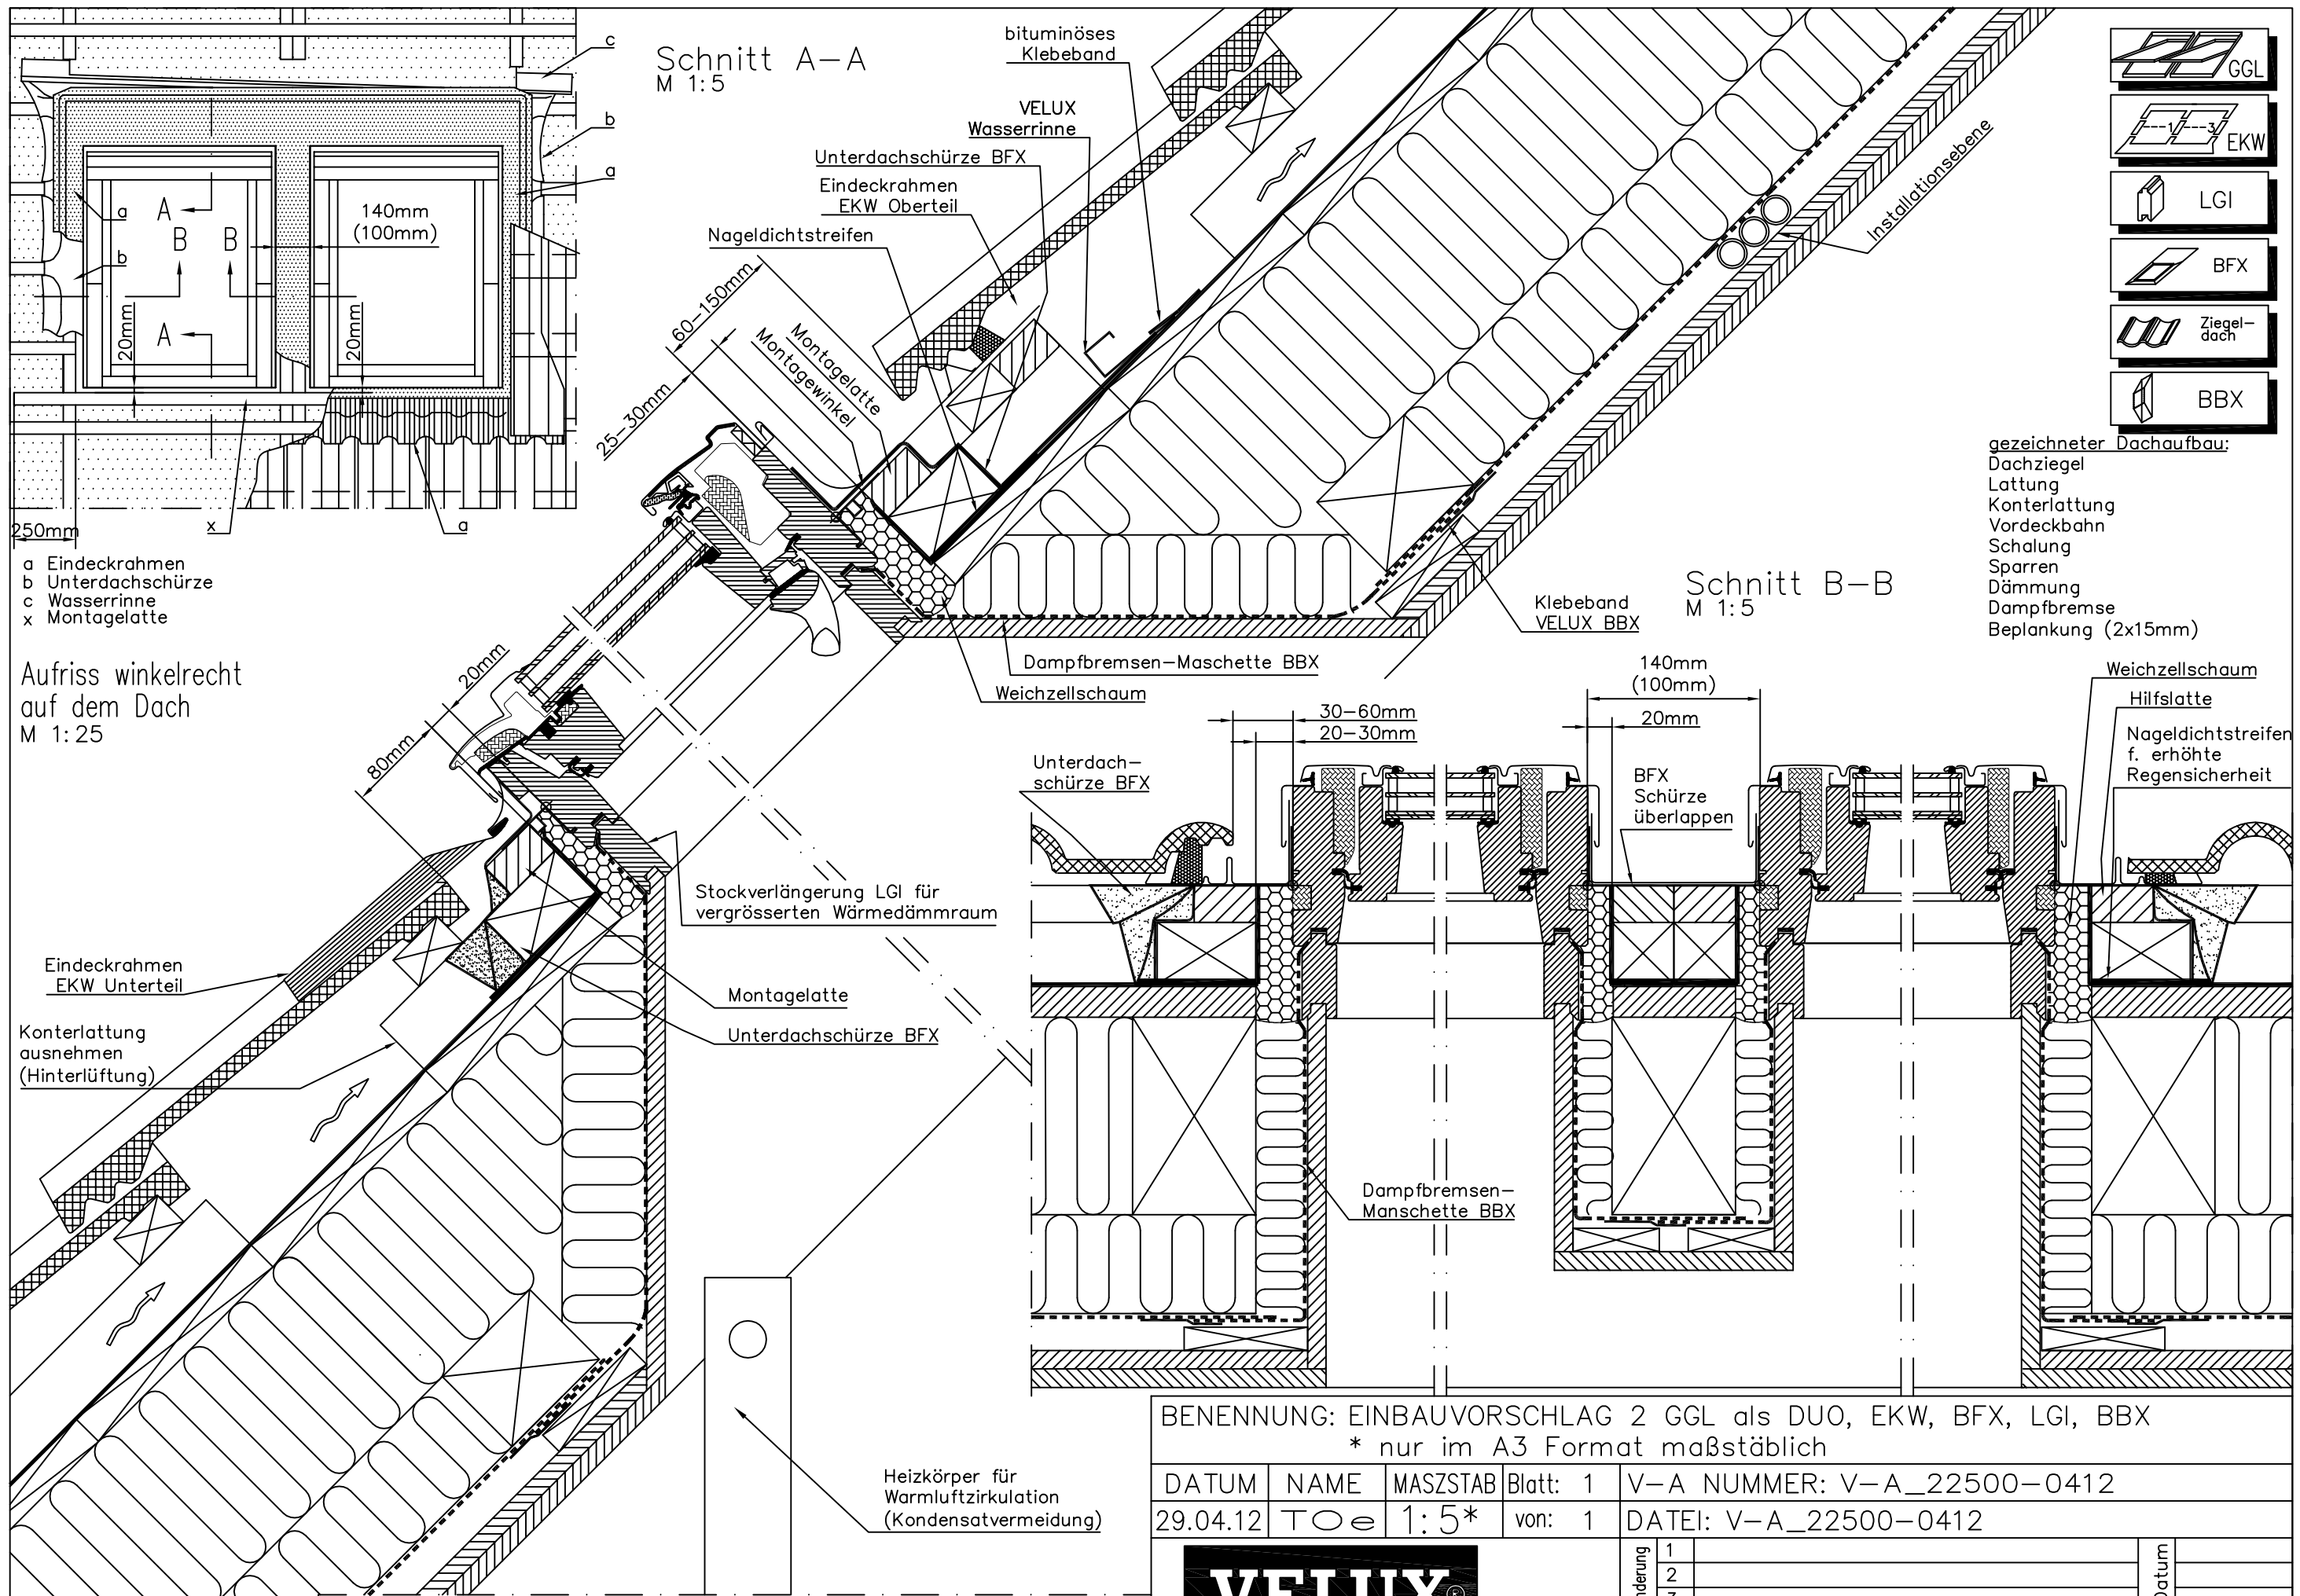 c
b
a
a
b
A
B
B
A
140mm
(100mm)
20mm
20mm
250mm
x
a
a Eindeckrahmen
b Unterdachschürze
c Wasserrinne
x Montagelatte
Aufriss winkelrecht
auf dem Dach
M 1:25
Schnitt A-A
M 1:5
bituminöses
Klebeband
VELUX
Wasserrinne
Unterdachschürze BFX
Eindeckrahmen
EKW Oberteil
Nageldichtstreifen
60-150mm
25-30mm
Montagelatte
Montagewinkel
Installationsebene
GGL
1 3 EKW
LGI
BFX
Ziegel-
dach
BBX
gezeichneter Dachaufbau:
Dachziegel
Lattung
Konterlattung
Vordeckbahn
Schalung
Sparren
Dämmung
Dampfbremse
Beplankung (2x15mm)
Klebeband
VELUX BBX
Dampfbremsen-Maschette BBX
Weichzellschaum
20mm
80mm
Stockverlängerung LGI für
vergrösserten Wärmedämmraum
Eindeckrahmen
EKW Unterteil
Montagelatte
Unterdachschürze BFX
Konterlattung
ausnehmen
(Hinterlüftung)
Heizkörper für
Warmluftzirkulation
(Kondensatvermeidung)
Schnitt B-B
M 1:5
140mm
(100mm)
30-60mm
20mm
20-30mm
Unterdach-
schürze BFX
BFX
Schürze
überlappen
Weichzellschaum
Hilfslatte
Nageldichtstreifen
f. erhöhte
Regensicherheit
Dampfbremsen-
Manschette BBX
BENENNUNG: EINBAUVORSCHLAG 2 GGL als DUO, EKW, BFX, LGI, BBX
* nur im A3 Format maßstäblich
DATUM NAME MASZSTAB Blatt: 1 V-A NUMMER: V-A_22500-0412
29.04.12 TOe 1:5* von: 1 DATEI: V-A_22500-0412
VELUX ®
1
2